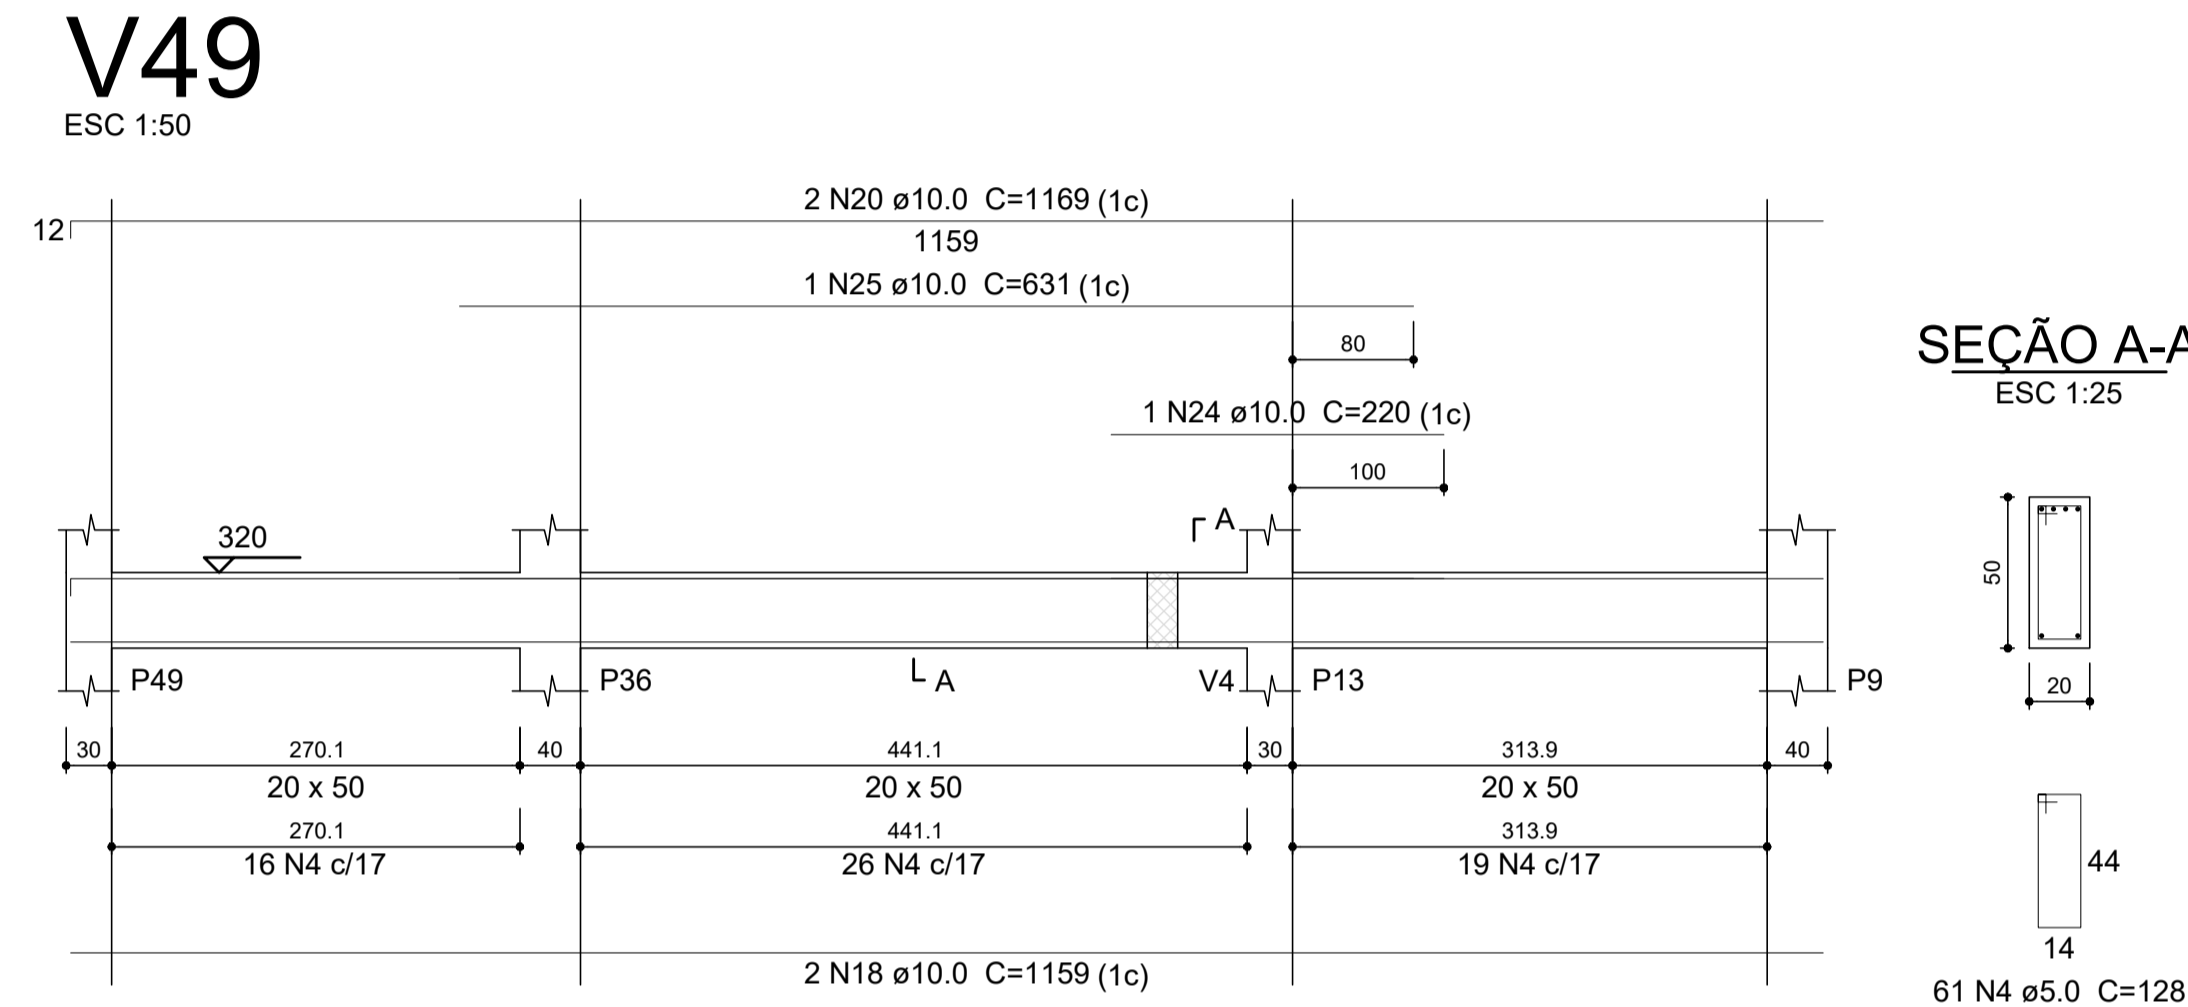 V49
ESC 1:50
2 N20 ø10.0 C=1169 (1c)
12
1159
1 N25 ø10.0 C=631 (1c)
80
1 N24 ø10.0 C=220 (1c)
100
A
320
P49
P36
A
V4
P13
P9
30 270.1 40 441.1 30 313.9 40
20 x 50 20 x 50 20 x 50
270.1 441.1 313.9
16 N4 c/17 26 N4 c/17 19 N4 c/17
2 N18 ø10.0 C=1159 (1c)
SEÇÃO A-A
ESC 1:25
50
20
44
14
61 N4 ø5.0 C=128